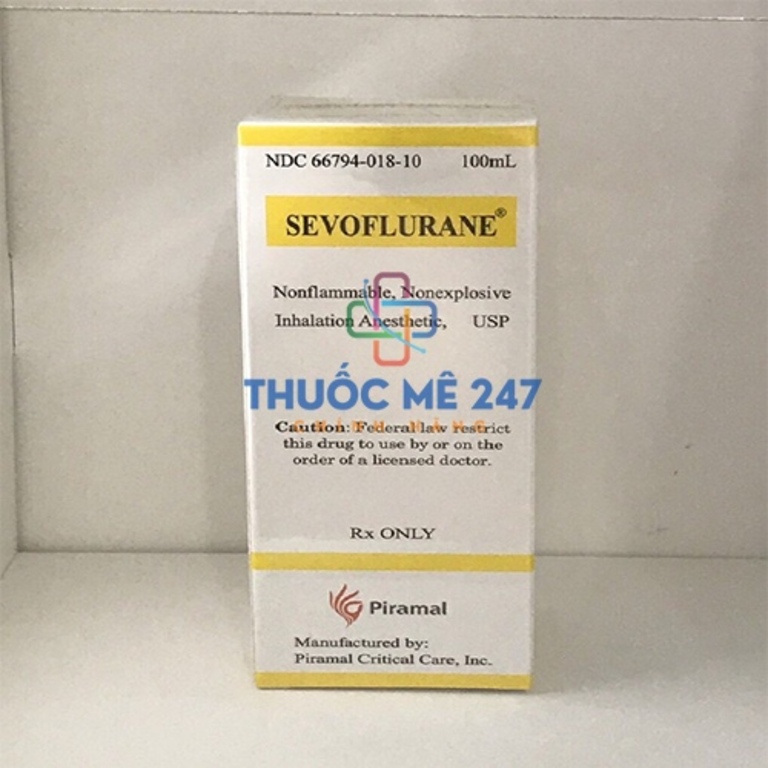 NDC 66794-018-10 100mL
SEVOFLURANE®
Nonflammable, Nonexplosive
Inhalation Anesthetic, USP
THUỐC MÊ 247
CHÍNH HÃNG
Caution: Federal law restrict
this drug to use by or on the
order of a licensed doctor.
Rx ONLY
Piramal
Manufactured by:
Piramal Critical Care, Inc.